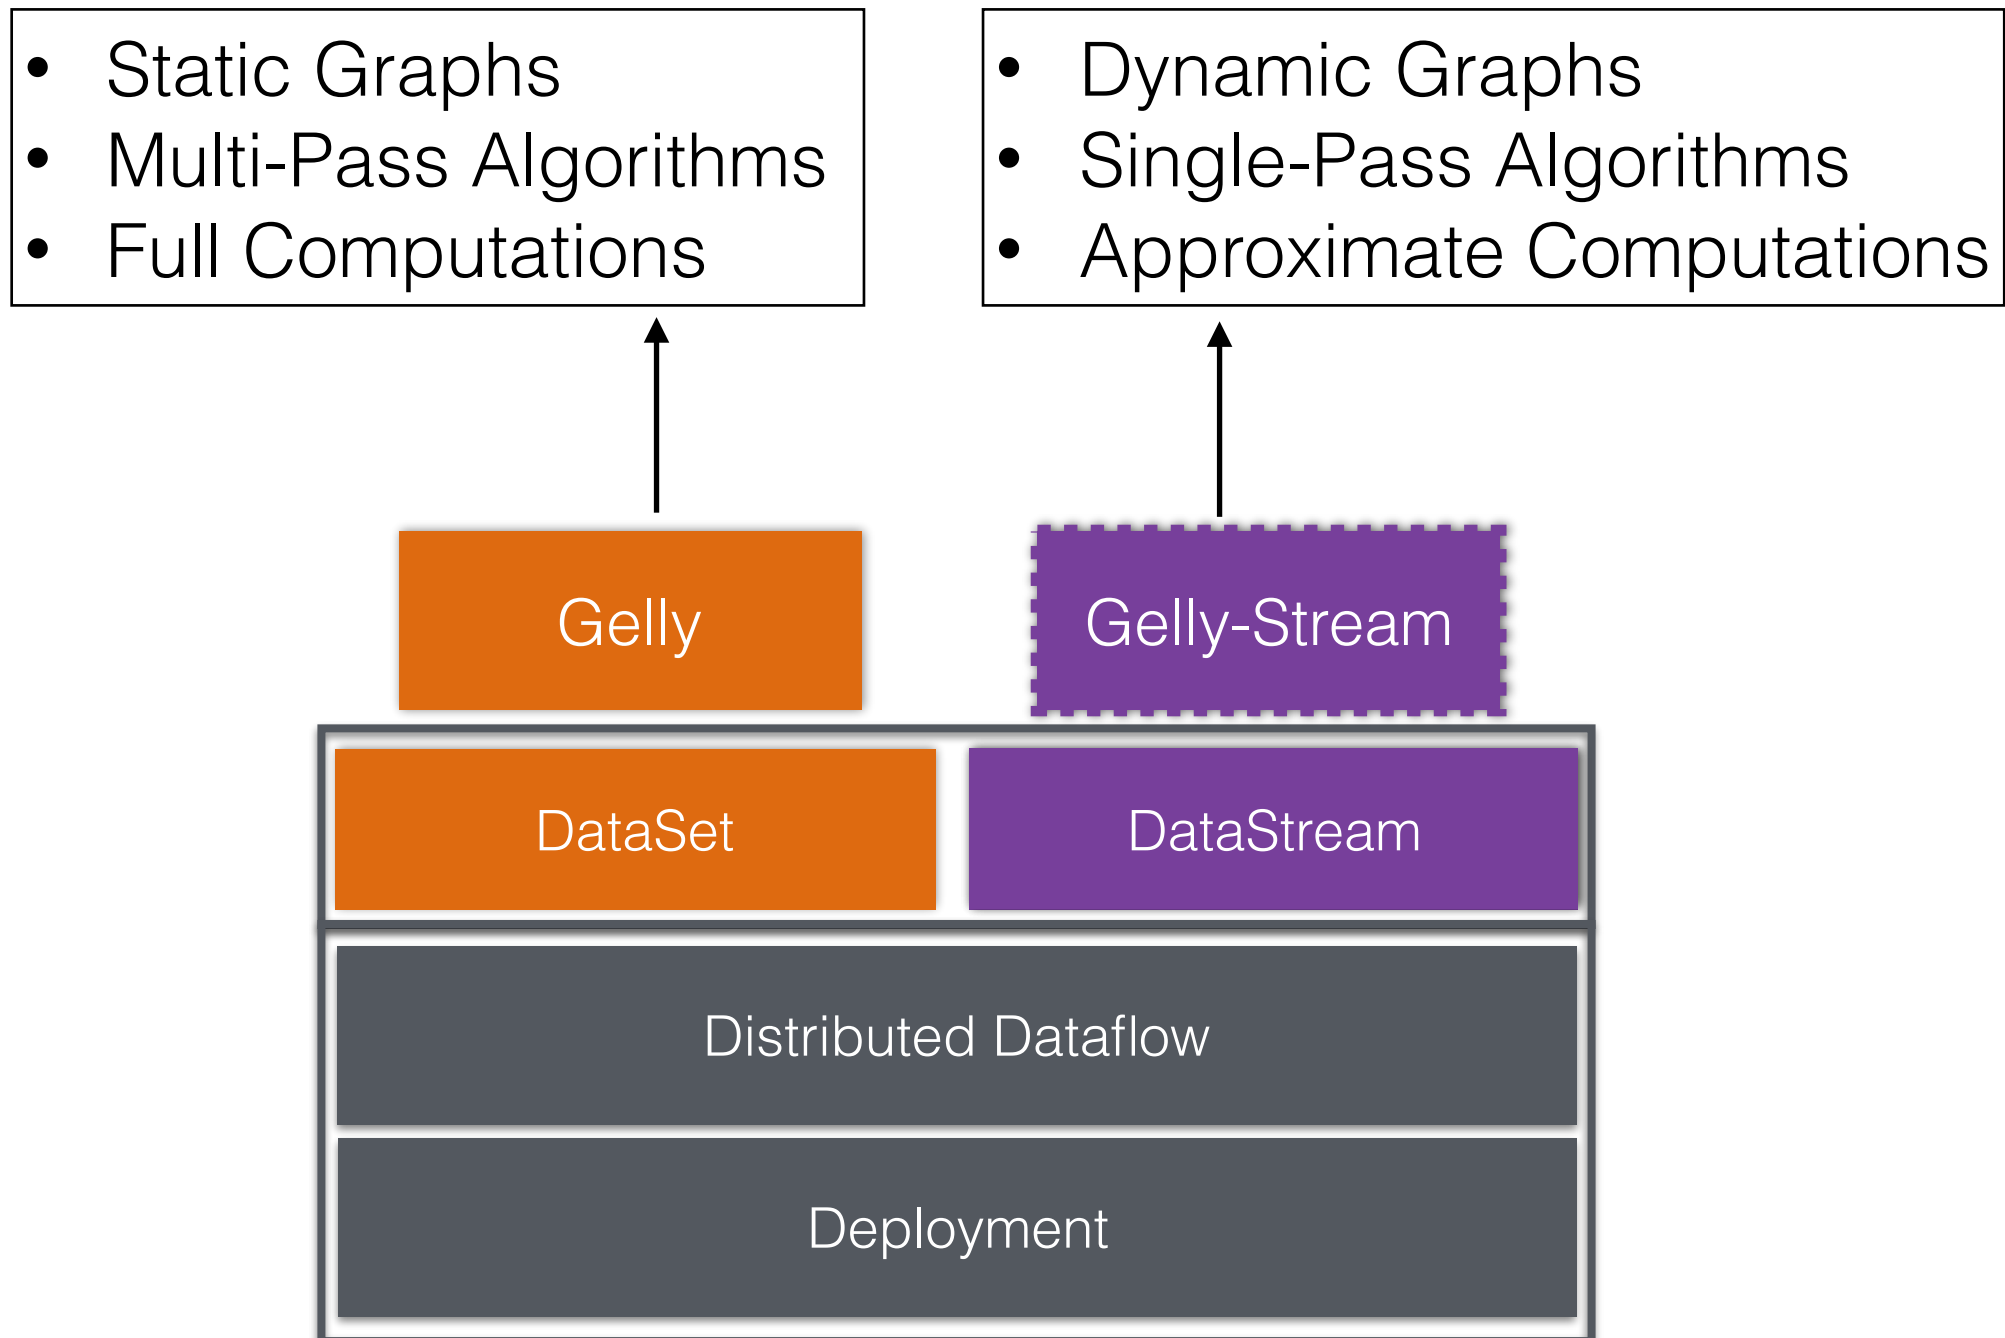 • Static Graphs
• Multi-Pass Algorithms
• Full Computations
• Dynamic Graphs
• Single-Pass Algorithms
• Approximate Computations
Gelly
Gelly-Stream
DataSet
DataStream
Distributed Dataflow
Deployment